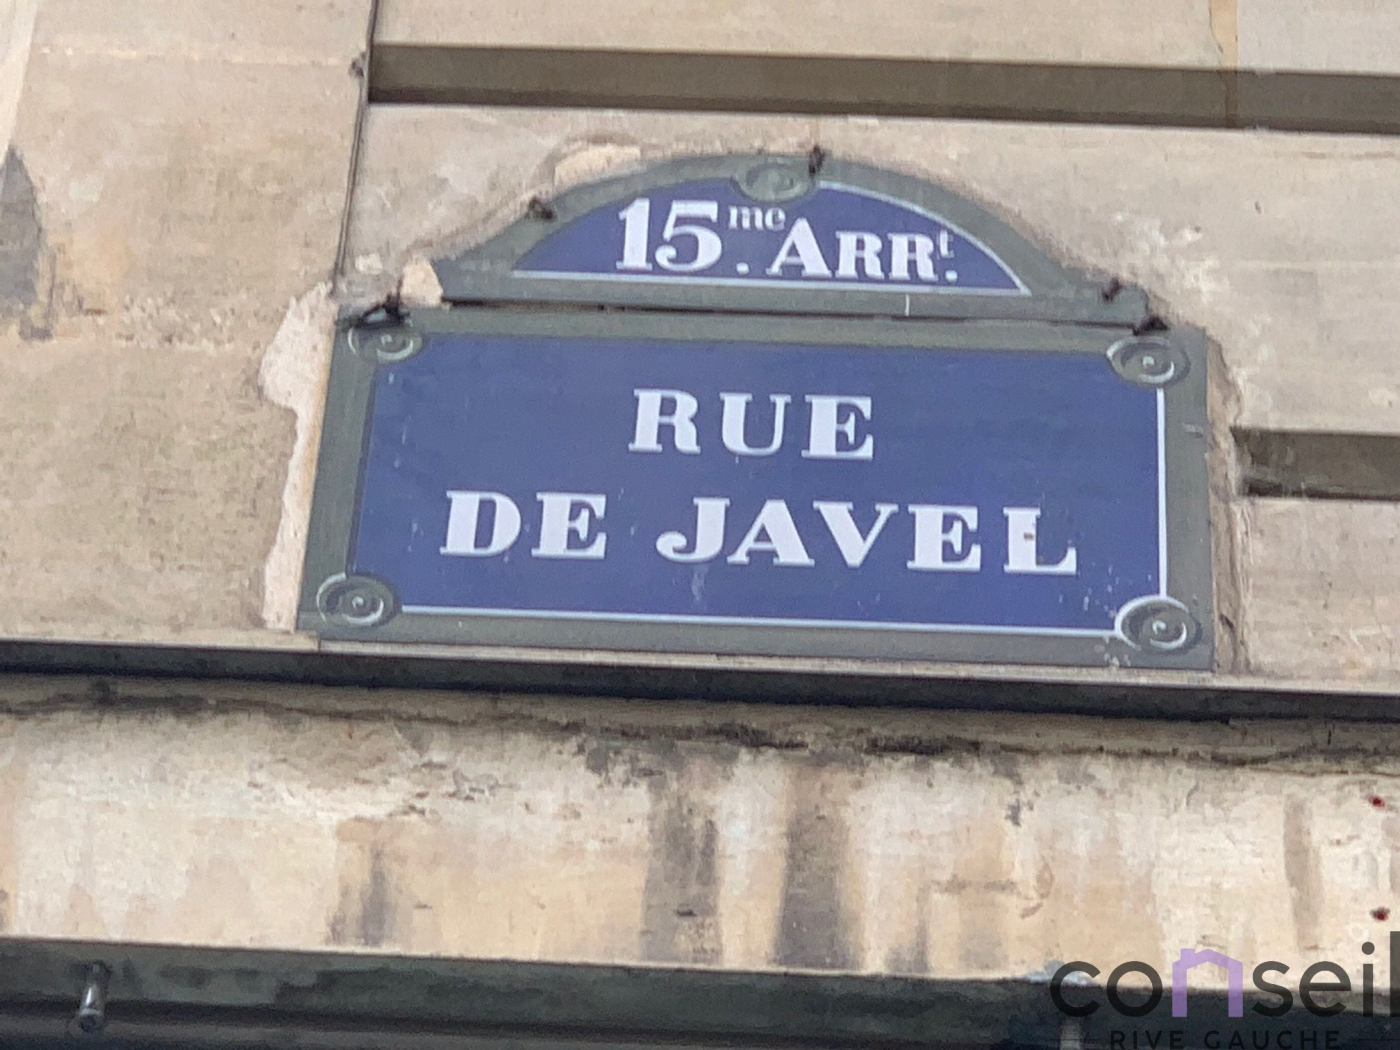 15me. ARRt.
RUE
DE JAVEL
conseil
RIVE GAUCHE